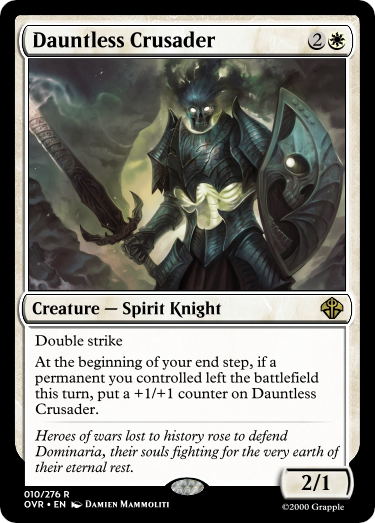 Dauntless Crusader 2
Creature — Spirit Knight
Double strike
At the beginning of your end step, if a
permanent you controlled left the battlefield
this turn, put a +1/+1 counter on Dauntless
Crusader.
Heroes of wars lost to history rose to defend
Dominaria, their souls fighting for the very earth of
their eternal rest.
2/1
010/276 R
OVR • EN Damien Mammoliti
©2000 Grapple